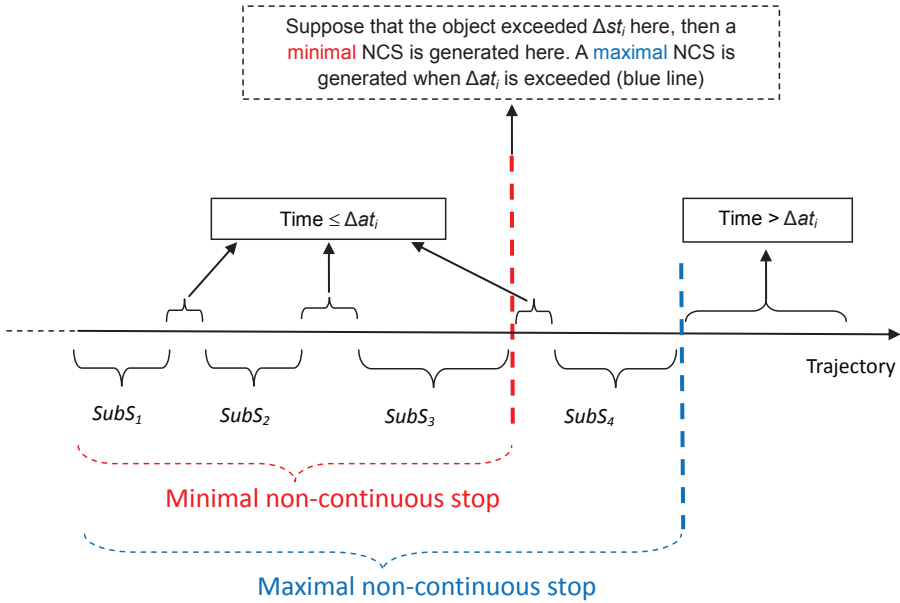 Suppose that the object exceeded Δstᵢ here, then a
minimal NCS is generated here. A maximal NCS is
generated when Δatᵢ is exceeded (blue line)
Time ≤ Δatᵢ
Time > Δatᵢ
Trajectory
SubS₁
SubS₂
SubS₃
SubS₄
Minimal non-continuous stop
Maximal non-continuous stop